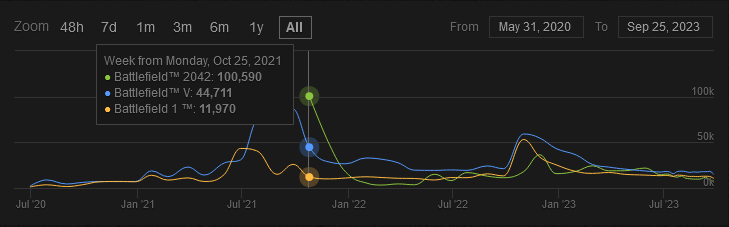 Zoom 48h 7d 1m 3m 6m 1y All From May 31, 2020 To Sep 25, 2023
Week from Monday, Oct 25, 2021
Battlefield™ 2042: 100,590
Battlefield™ V: 44,711
Battlefield 1 ™: 11,970
100k
50k
0k
Jul '20 Jan '21 Jul '21 Jan '22 Jul '22 Jan '23 Jul '23